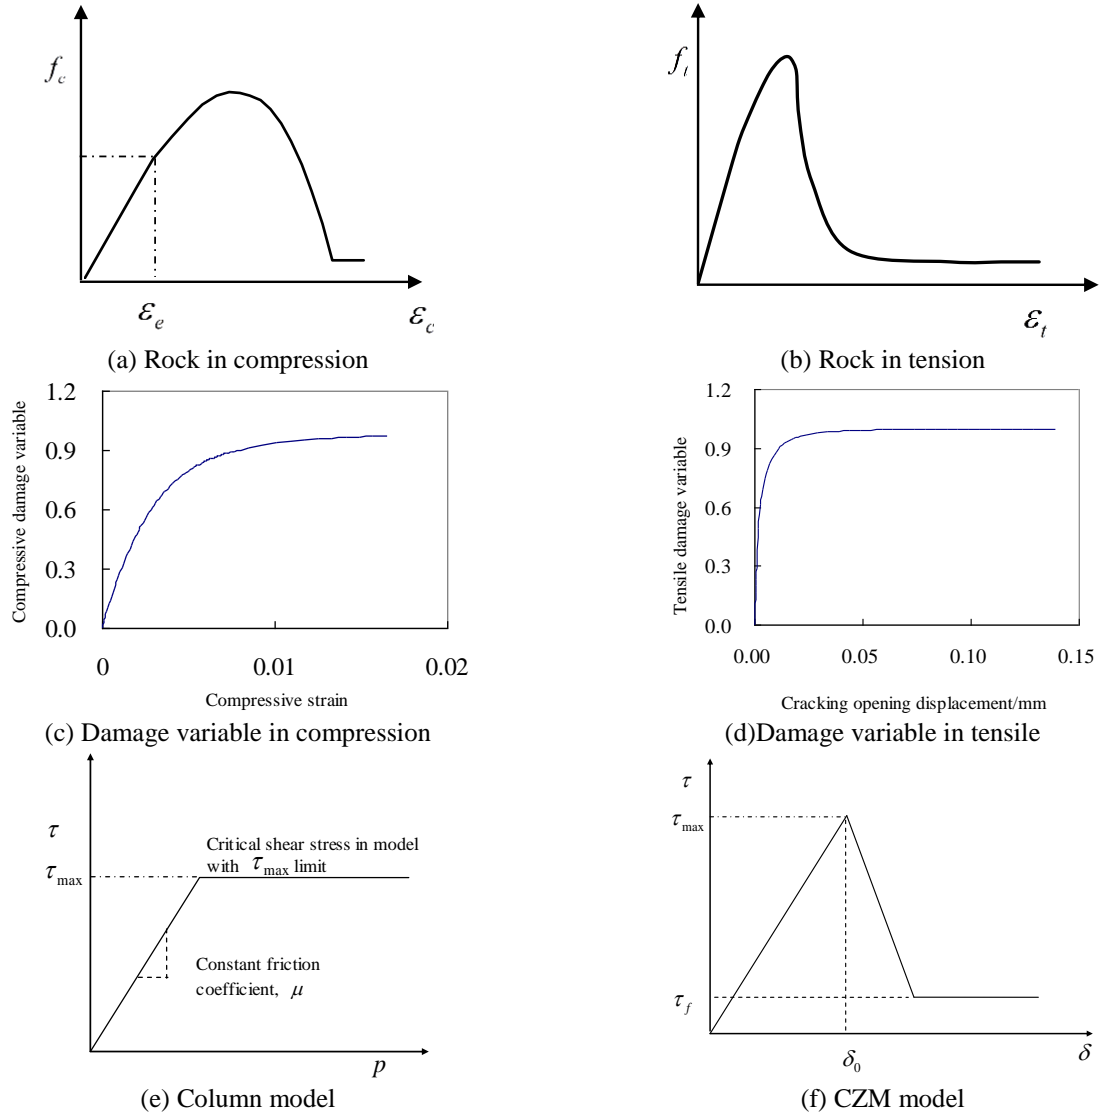 f_c
ε_e
ε_c
(a) Rock in compression
f_t
ε_t
(b) Rock in tension
Compressive damage variable
1.2
0.9
0.6
0.3
0.0
0 0.01 0.02
Compressive strain
(c) Damage variable in compression
Tensile damage variable
1.2
0.9
0.6
0.3
0.0
0.00 0.05 0.10 0.15
Cracking opening displacement/mm
(d)Damage variable in tensile
τ
τ_max
Critical shear stress in model
with τ_max limit
Constant friction
coefficient, μ
p
(e) Column model
τ
τ_max
τ_f
δ_0
δ
(f) CZM model